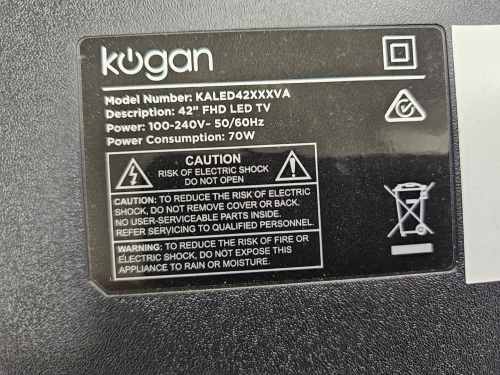 kogan
Model Number: KALED42XXXVA
Description: 42" FHD LED TV
Power: 100-240V~ 50/60Hz
Power Consumption: 70W
CAUTION
RISK OF ELECTRIC SHOCK
DO NOT OPEN
CAUTION: TO REDUCE THE RISK OF ELECTRIC
SHOCK, DO NOT REMOVE COVER OR BACK.
NO USER-SERVICEABLE PARTS INSIDE.
REFER SERVICING TO QUALIFIED PERSONNEL.
WARNING: TO REDUCE THE RISK OF FIRE OR
ELECTRIC SHOCK, DO NOT EXPOSE THIS
APPLIANCE TO RAIN OR MOISTURE.